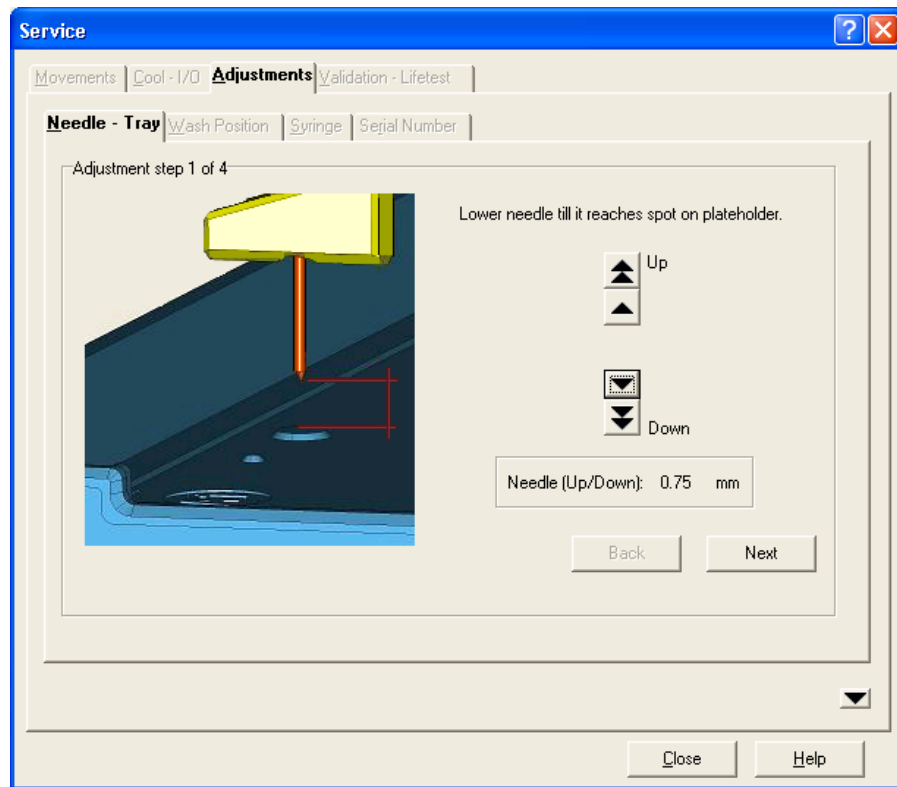 Service
Movements Cool - I/O Adjustments Validation - Lifetest
Needle - Tray Wash Position Syringe Serial Number
Adjustment step 1 of 4
Lower needle till it reaches spot on plateholder.
Up
Down
Needle (Up/Down): 0.75 mm
Back Next
Close Help